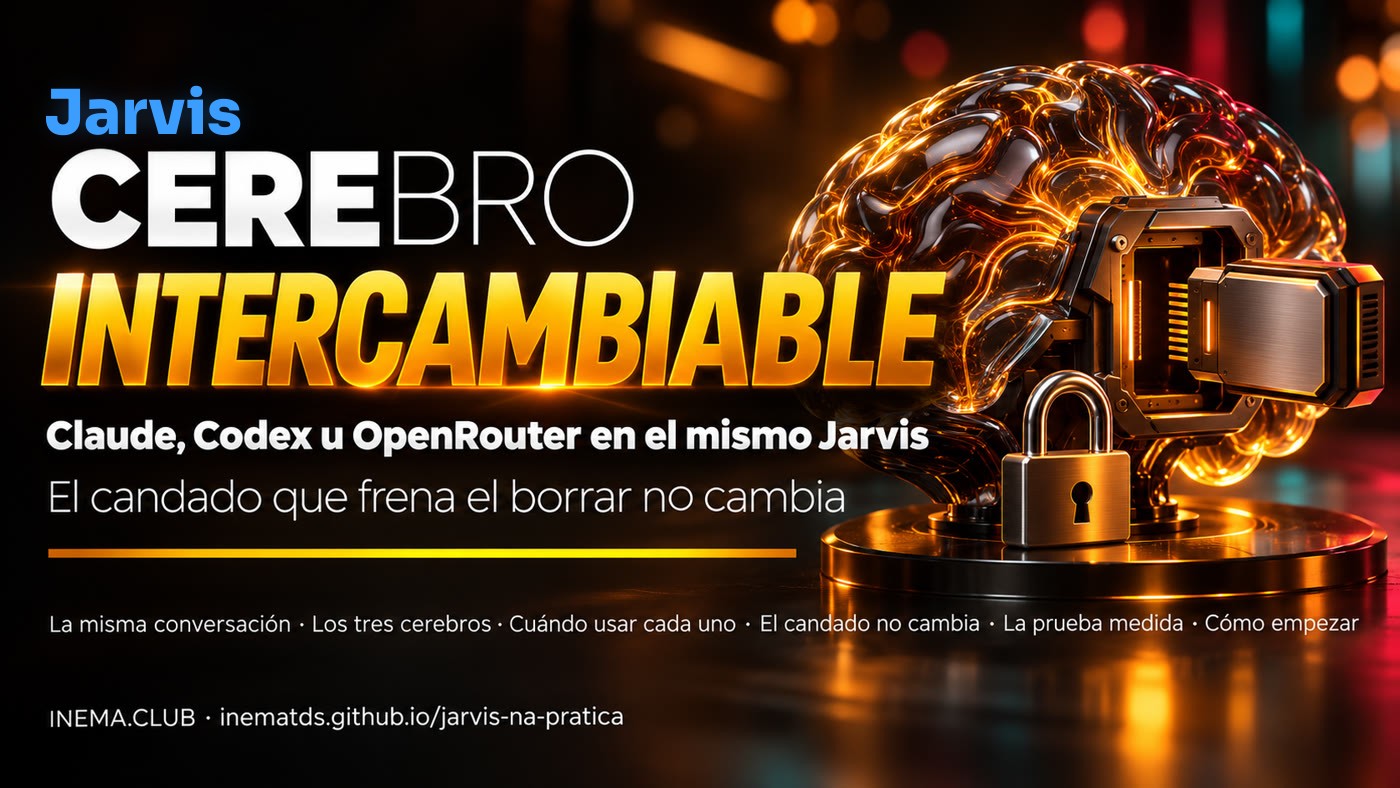 Jarvis
CEREBRO
INTERCAMBIABLE
Claude, Codex u OpenRouter en el mismo Jarvis
El candado que frena el borrar no cambia
La misma conversación · Los tres cerebros · Cuándo usar cada uno · El candado no cambia · La prueba medida · Cómo empezar
INEMA.CLUB · inematds.github.io/jarvis-na-pratica